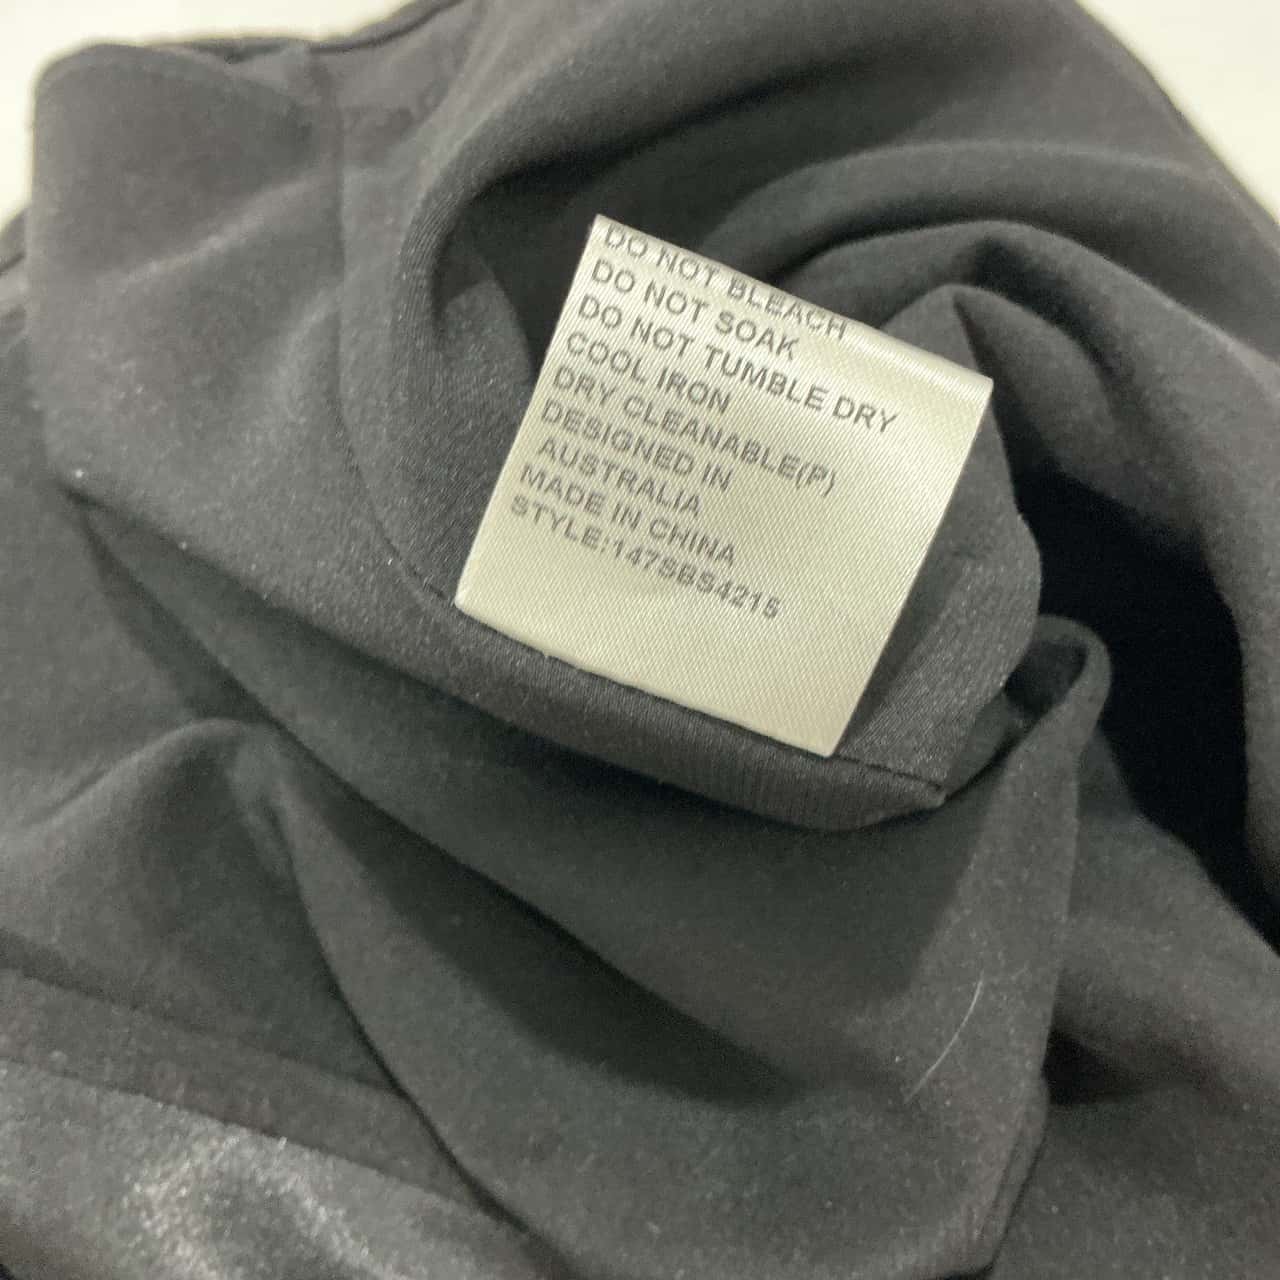 DO NOT BLEACH
DO NOT SOAK
DO NOT TUMBLE DRY
COOL IRON
DRY CLEANABLE(P)
DESIGNED IN
AUSTRALIA
MADE IN CHINA
STYLE:147SBS4215